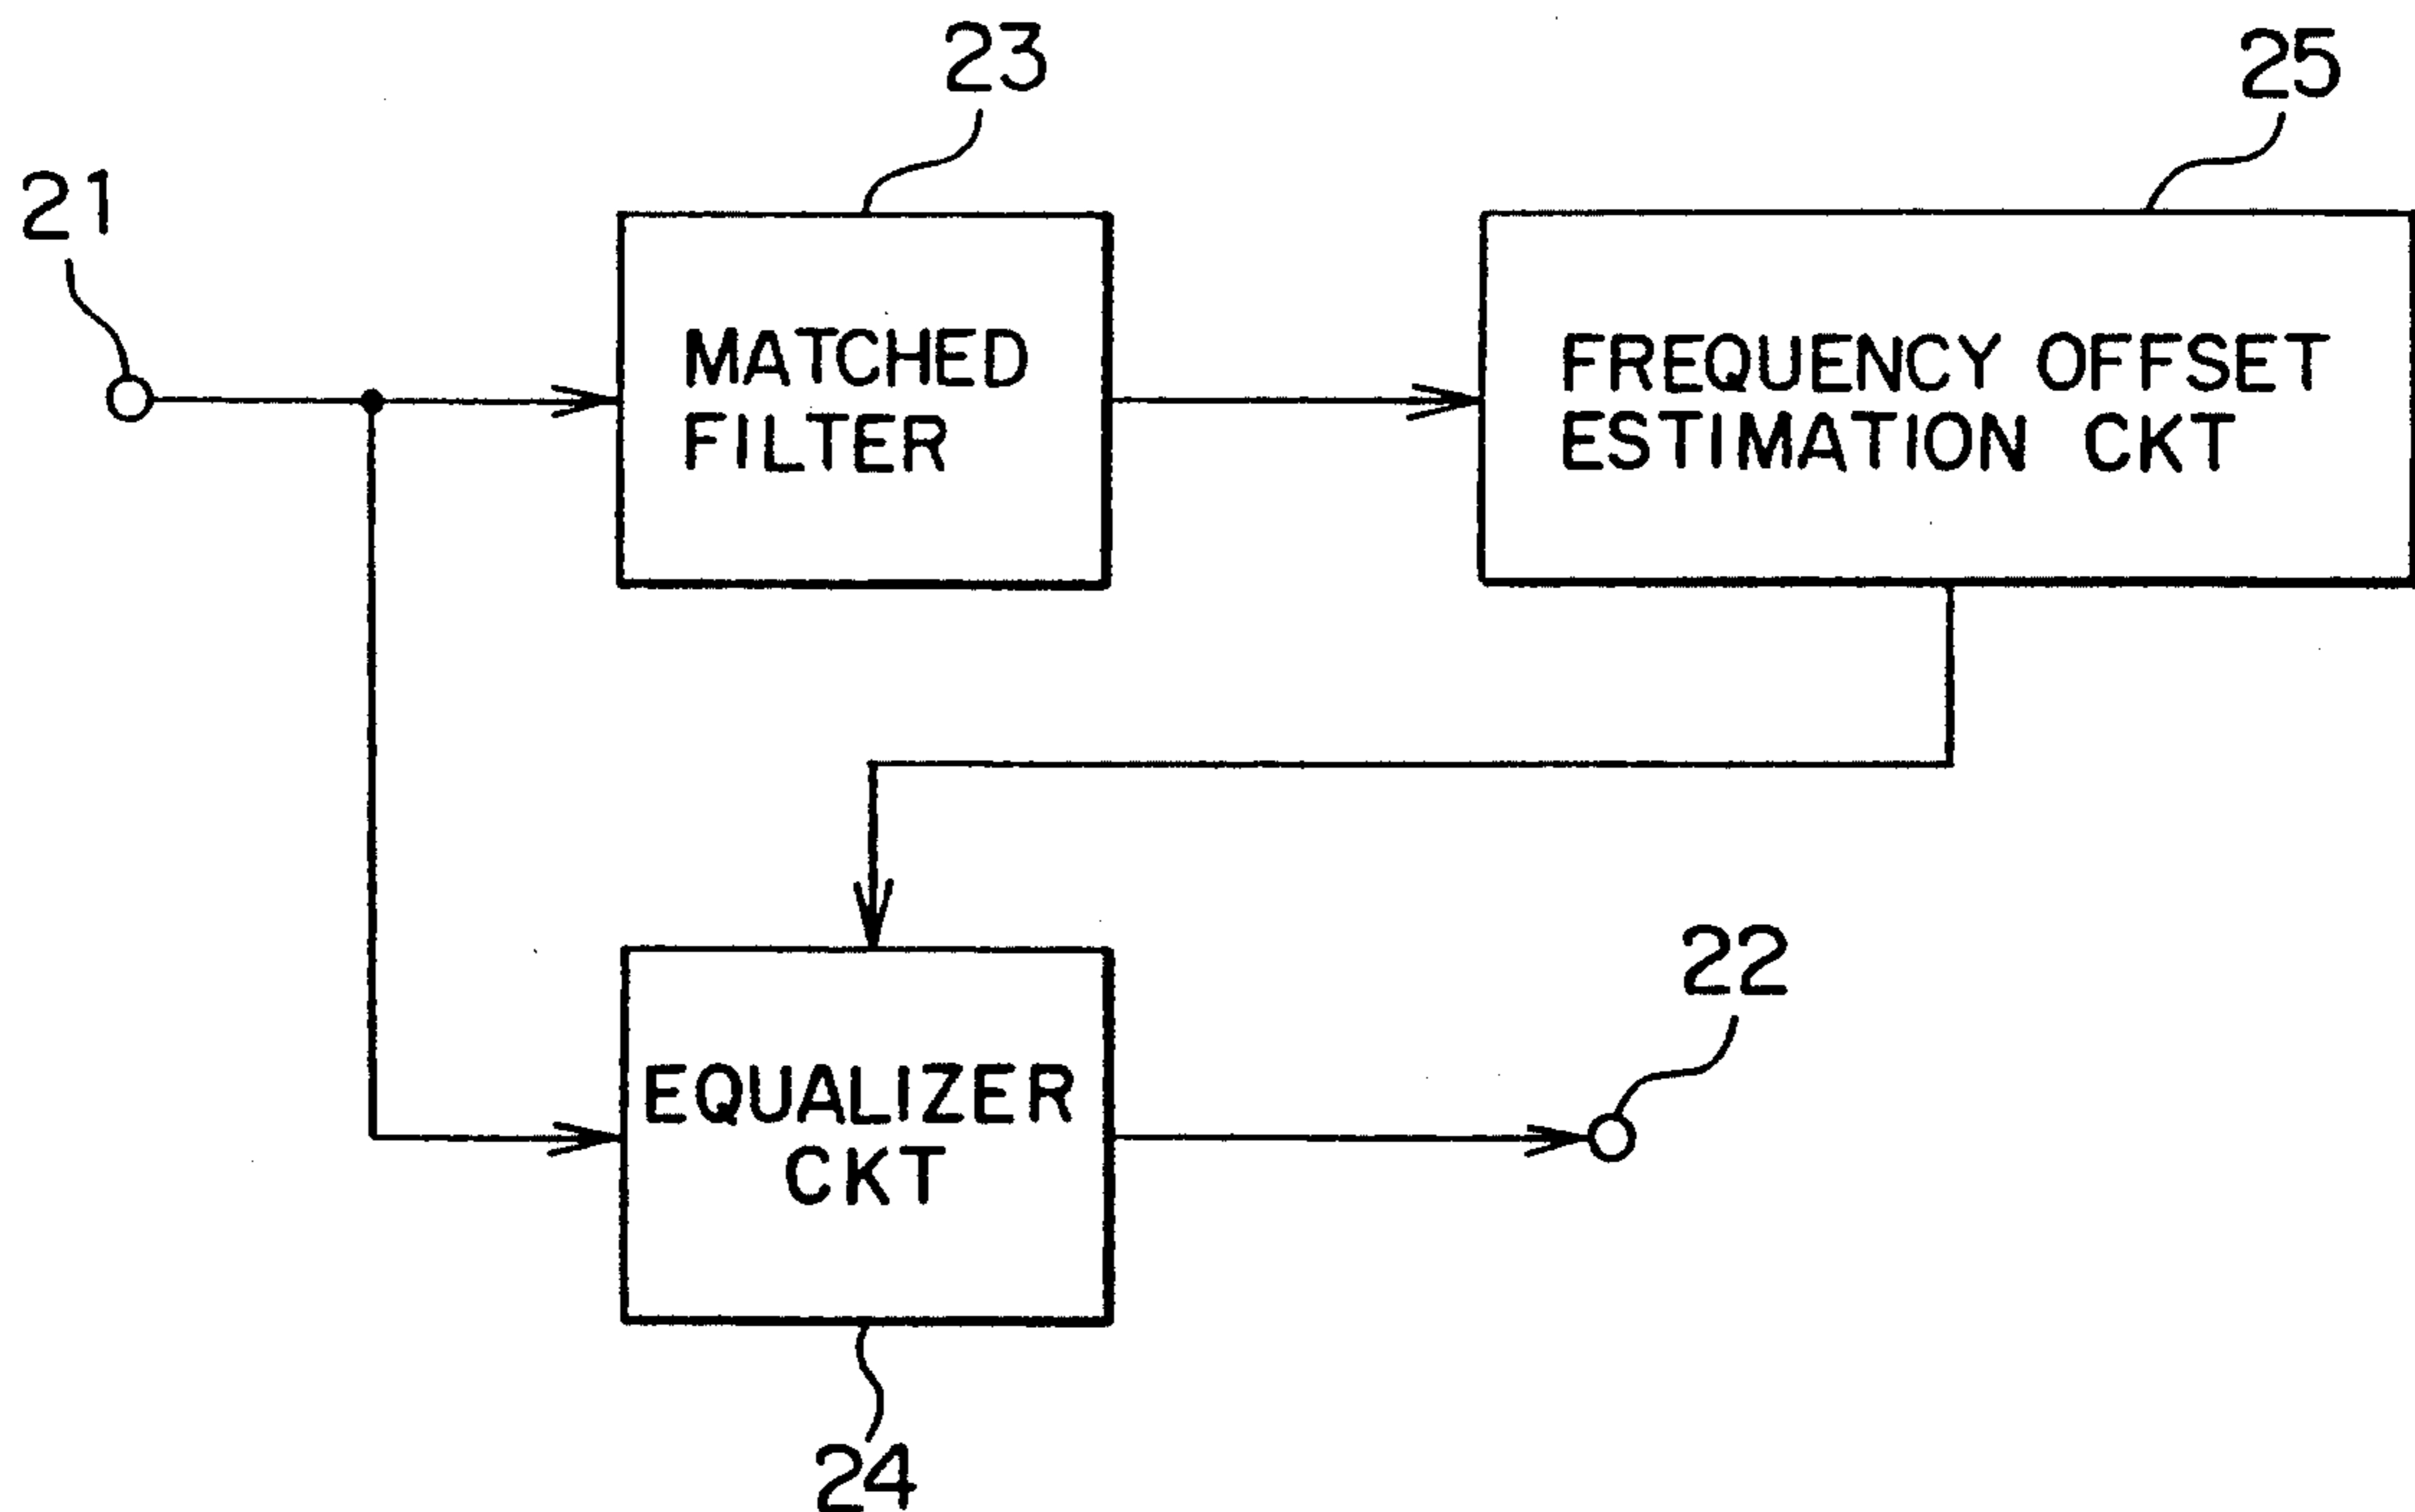 23
25
21
MATCHED
FILTER
FREQUENCY OFFSET
ESTIMATION CKT
22
EQUALIZER
CKT
24